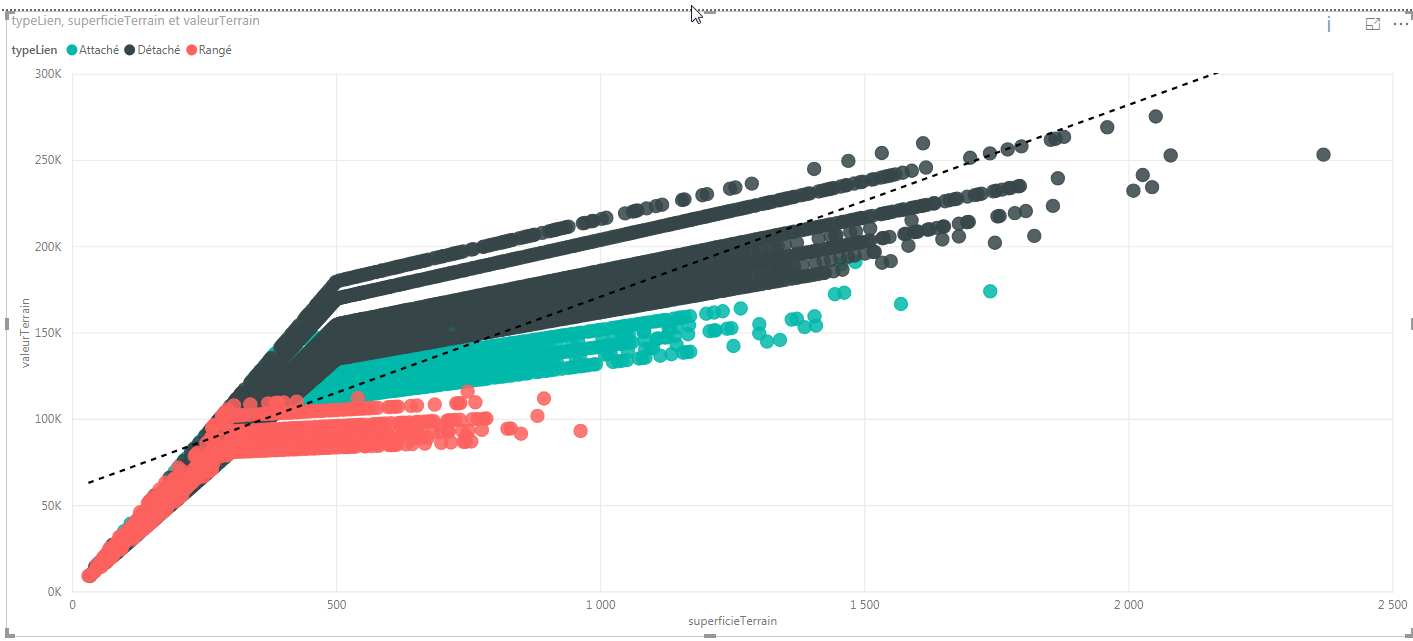 typeLien, superficieTerrain et valeurTerrain
typeLien Attaché Détaché Rangé
300K
250K
200K
150K
100K
50K
0K
valeurTerrain
0 500 1 000 1 500 2 000 2 500
superficieTerrain